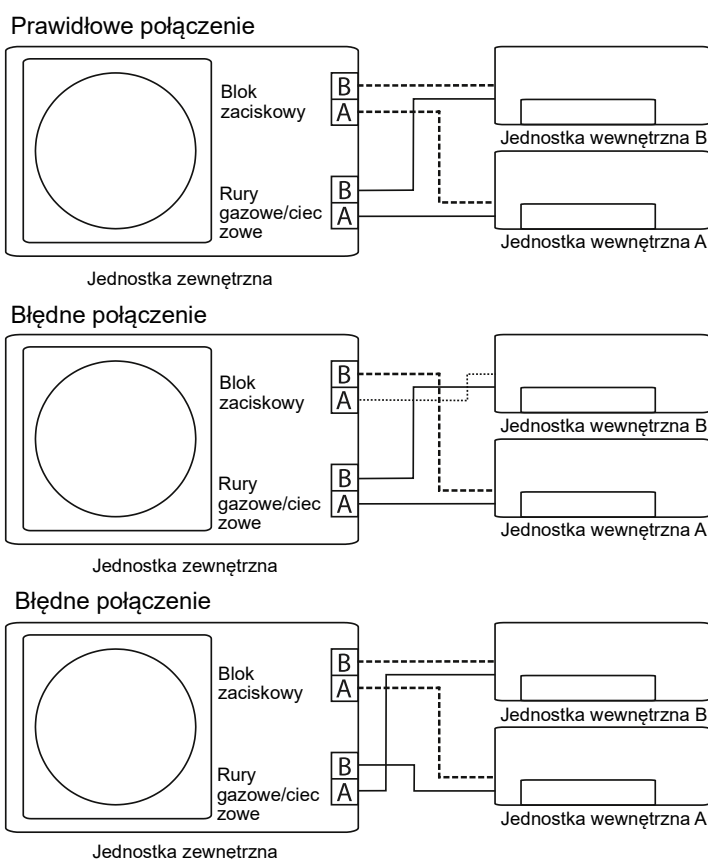 Prawidłowe połączenie
Blok
zaciskowy
B
A
Rury
gazowe/ciec
zowe
B
A
Jednostka wewnętrzna B
Jednostka wewnętrzna A
Jednostka zewnętrzna
Błędne połączenie
Blok
zaciskowy
B
A
Rury
gazowe/ciec
zowe
B
A
Jednostka wewnętrzna B
Jednostka wewnętrzna A
Jednostka zewnętrzna
Błędne połączenie
Blok
zaciskowy
B
A
Rury
gazowe/ciec
zowe
B
A
Jednostka wewnętrzna B
Jednostka wewnętrzna A
Jednostka zewnętrzna